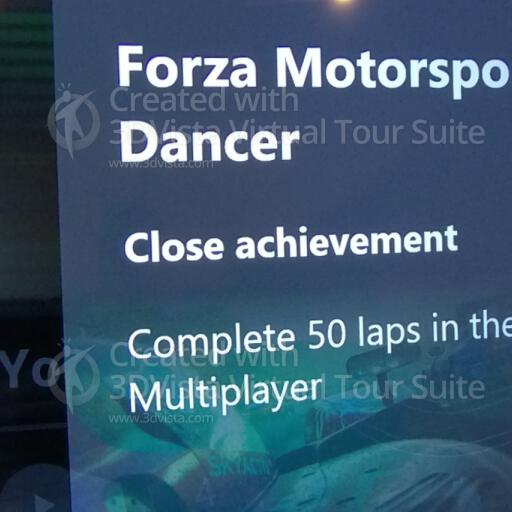 Forza Motorspo
Created with
3DVista Virtual Tour Suite
www.3dvista.com
Dancer
Close achievement
Complete 50 laps in the
Created with
Yo
3DVista Virtual Tour Suite
Multiplayer
www.3dvista.com
SKYACTIV